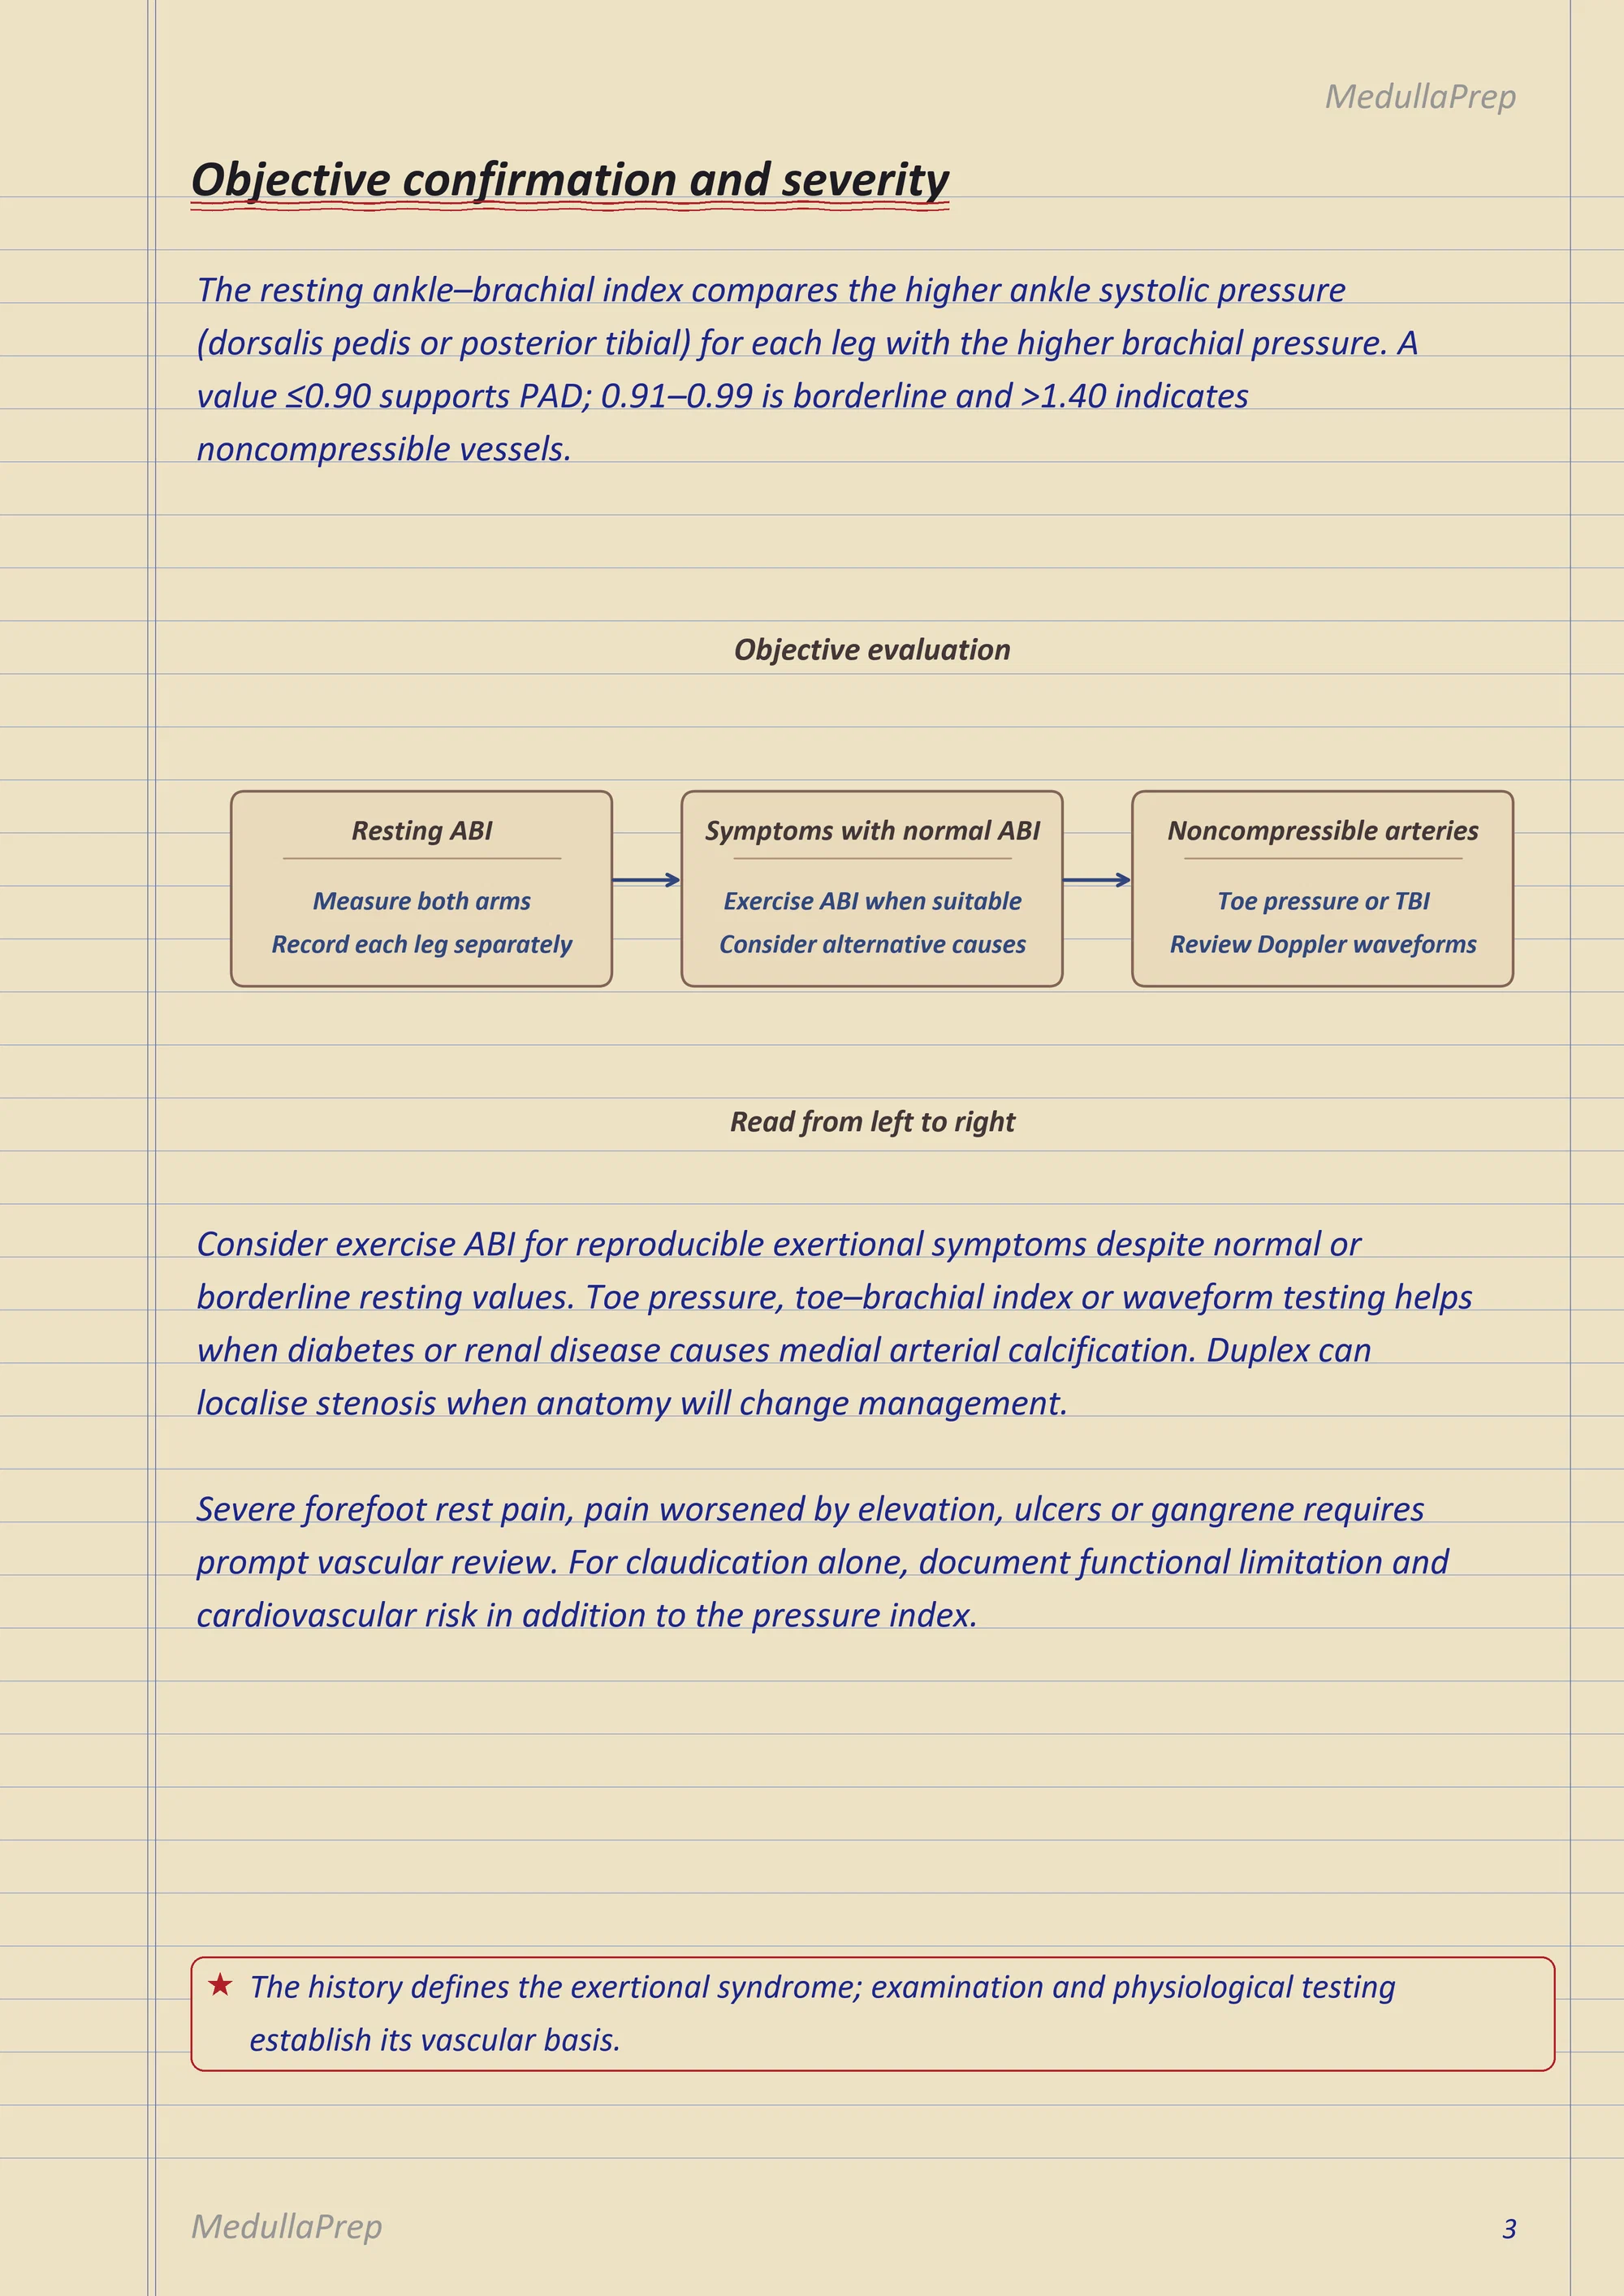 MedullaPrep
Objective confirmation and severity
The resting ankle–brachial index compares the higher ankle systolic pressure
(dorsalis pedis or posterior tibial) for each leg with the higher brachial pressure. A
value ≤0.90 supports PAD; 0.91–0.99 is borderline and >1.40 indicates
noncompressible vessels.
Objective evaluation
Resting ABI
Measure both arms
Record each leg separately
Symptoms with normal ABI
Exercise ABI when suitable
Consider alternative causes
Noncompressible arteries
Toe pressure or TBI
Review Doppler waveforms
Read from left to right
Consider exercise ABI for reproducible exertional symptoms despite normal or
borderline resting values. Toe pressure, toe–brachial index or waveform testing helps
when diabetes or renal disease causes medial arterial calcification. Duplex can
localise stenosis when anatomy will change management.
Severe forefoot rest pain, pain worsened by elevation, ulcers or gangrene requires
prompt vascular review. For claudication alone, document functional limitation and
cardiovascular risk in addition to the pressure index.
★ The history defines the exertional syndrome; examination and physiological testing
establish its vascular basis.
MedullaPrep
3